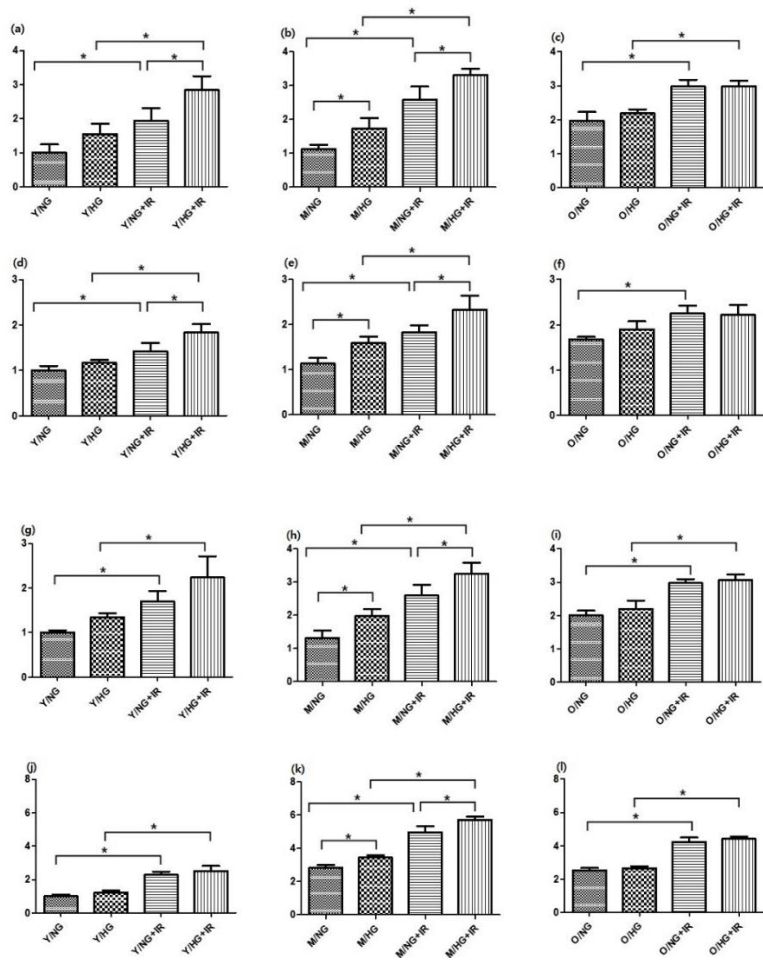 (a) (b) (c)
4 4 4
* * *
* * *
* *
3 3 3
*
2 2 2
1 1 1
0 0 0
Y/NG Y/HG Y/NG+IR Y/HG+IR M/NG M/HG M/NG+IR M/HG+IR O/NG O/HG O/NG+IR O/HG+IR
(d) (e) (f)
3 3 3
* *
* * * * *
*
2 2 2
1 1 1
0 0 0
Y/NG Y/HG Y/NG+IR Y/HG+IR M/NG M/HG M/NG+IR M/HG+IR O/NG O/HG O/NG+IR O/HG+IR
(g) (h) (i)
3 4 4
* * *
* * * *
3 3
*
2 2 2
1 1 1
0 0 0
Y/NG Y/HG Y/NG+IR Y/HG+IR M/NG M/HG M/NG+IR M/HG+IR O/NG O/HG O/NG+IR O/HG+IR
(j) (k) (l)
8 8 8
* *
* * *
6 6 6
* * *
4 4 4
2 2 2
0 0 0
Y/NG Y/HG Y/NG+IR Y/HG+IR M/NG M/HG M/NG+IR M/HG+IR O/NG O/HG O/NG+IR O/HG+IR